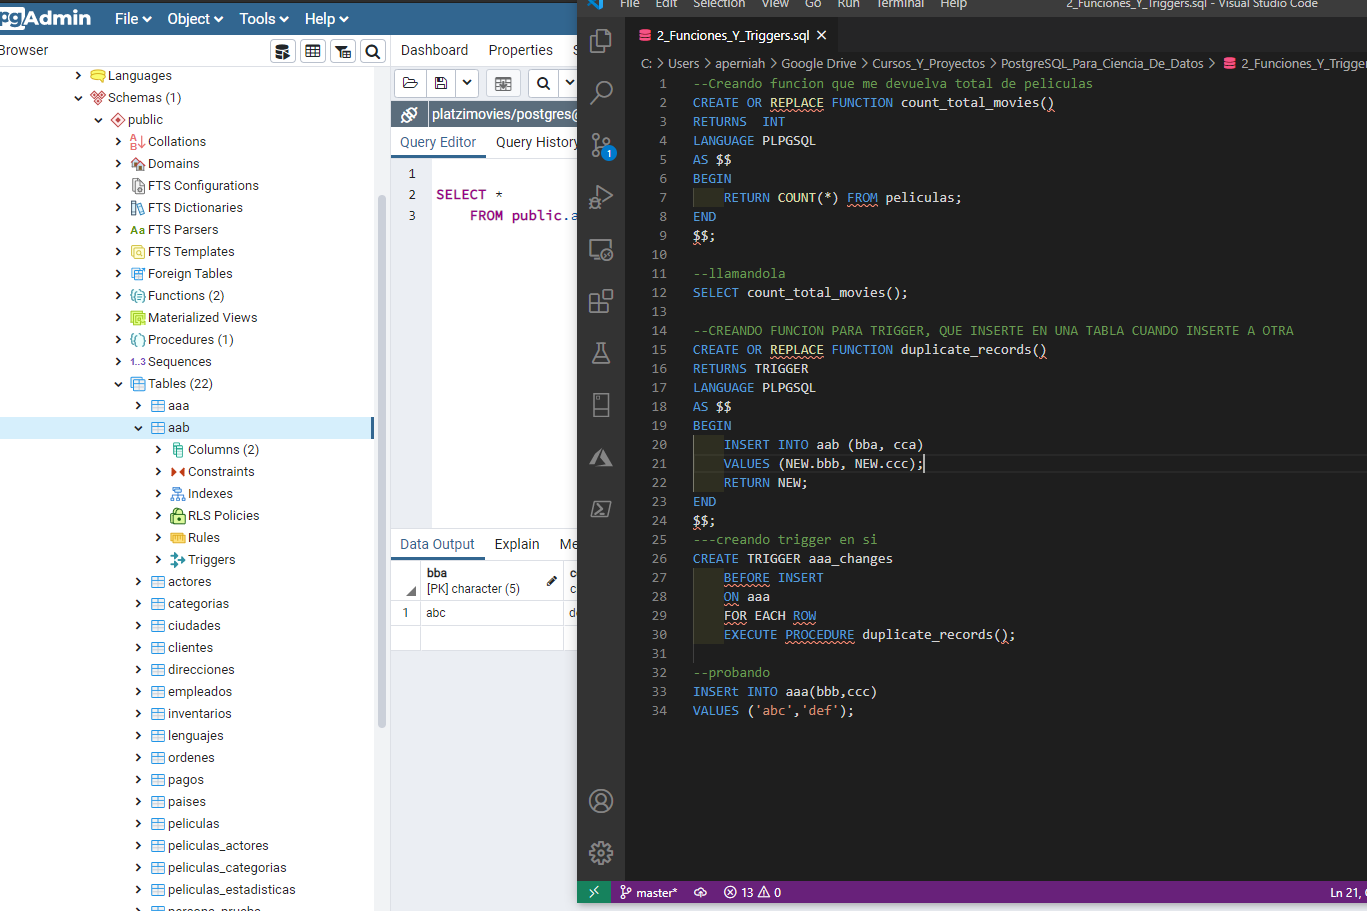 pgAdmin File Object Tools Help
Browser
Dashboard Properties
Languages
Schemas (1)
public
Collations
Domains
FTS Configurations
FTS Dictionaries
FTS Parsers
FTS Templates
Foreign Tables
Functions (2)
Materialized Views
Procedures (1)
1..3 Sequences
Tables (22)
aaa
aab
Columns (2)
Constraints
Indexes
RLS Policies
Rules
Triggers
actores
categorias
ciudades
clientes
direcciones
empleados
inventarios
lenguajes
ordenes
pagos
paises
peliculas
peliculas_actores
peliculas_categorias
peliculas_estadisticas
persona_prueba
platzimovies/postgres@
Query Editor Query History
1
2 SELECT *
3 FROM public.a
Data Output Explain Me
bba
[PK] character (5)
c
c
1 abc d
File Edit Selection View Go Run Terminal Help 2_Funciones_Y_Triggers.sql - Visual Studio Code
2_Funciones_Y_Triggers.sql
C: > Users > aperniah > Google Drive > Cursos_Y_Proyectos > PostgreSQL_Para_Ciencia_De_Datos > 2_Funciones_Y_Trigger
1 --Creando funcion que me devuelva total de peliculas
2 CREATE OR REPLACE FUNCTION count_total_movies()
3 RETURNS  INT
4 LANGUAGE PLPGSQL
5 AS $$
6 BEGIN
7 RETURN COUNT(*) FROM peliculas;
8 END
9 $$;
10
11 --llamandola
12 SELECT count_total_movies();
13
14 --CREANDO FUNCION PARA TRIGGER, QUE INSERTE EN UNA TABLA CUANDO INSERTE A OTRA
15 CREATE OR REPLACE FUNCTION duplicate_records()
16 RETURNS TRIGGER
17 LANGUAGE PLPGSQL
18 AS $$
19 BEGIN
20 INSERT INTO aab (bba, cca)
21 VALUES (NEW.bbb, NEW.ccc);
22 RETURN NEW;
23 END
24 $$;
25 ---creando trigger en si
26 CREATE TRIGGER aaa_changes
27 BEFORE INSERT
28 ON aaa
29 FOR EACH ROW
30 EXECUTE PROCEDURE duplicate_records();
31
32 --probando
33 INSERt INTO aaa(bbb,ccc)
34 VALUES ('abc','def');
1
master* 13 0 Ln 21,